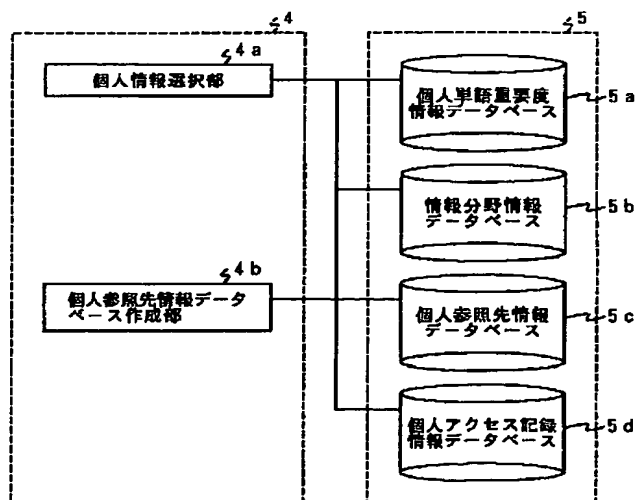 4
4a
個人情報選択部
4b
個人参照先情報データ
ベース作成部
5
個人単語重要度
情報データベース
5a
情報分野情報
データベース
5b
個人参照先情報
データベース
5c
個人アクセス記録
情報データベース
5d